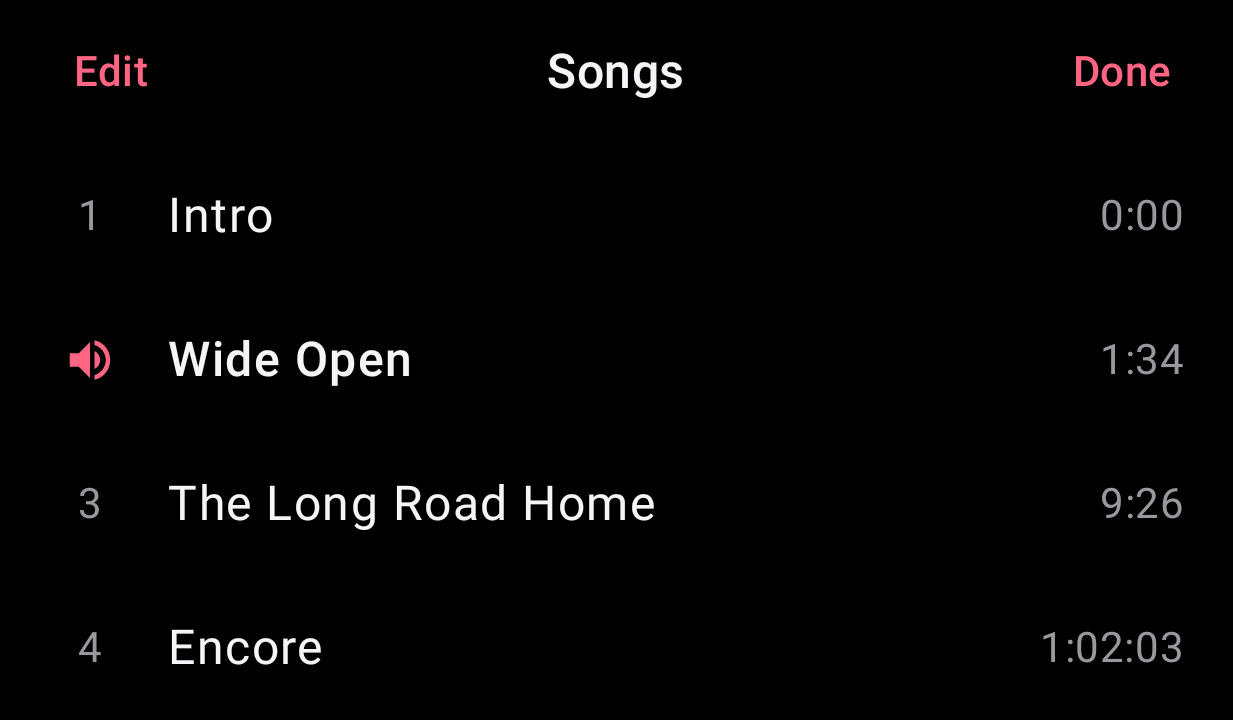 Edit Songs Done
1 Intro 0:00
Wide Open 1:34
3 The Long Road Home 9:26
4 Encore 1:02:03